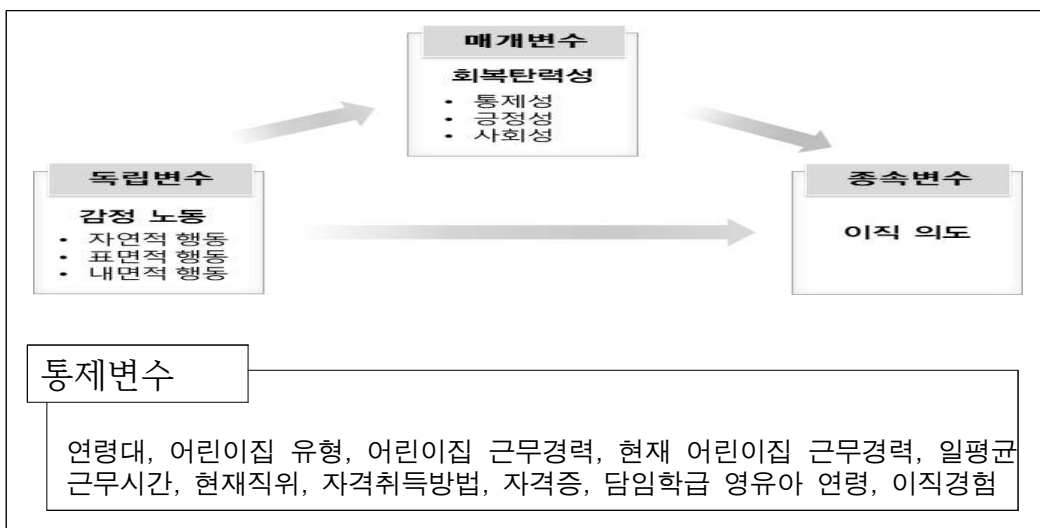 매개변수
회복탄력성
• 통제성
• 긍정성
• 사회성
독립변수
감정 노동
• 자연적 행동
• 표면적 행동
• 내면적 행동
종속변수
이직 의도
통제변수
연령대, 어린이집 유형, 어린이집 근무경력, 현재 어린이집 근무경력, 일평균
근무시간, 현재직위, 자격취득방법, 자격증, 담임학급 영유아 연령, 이직경험